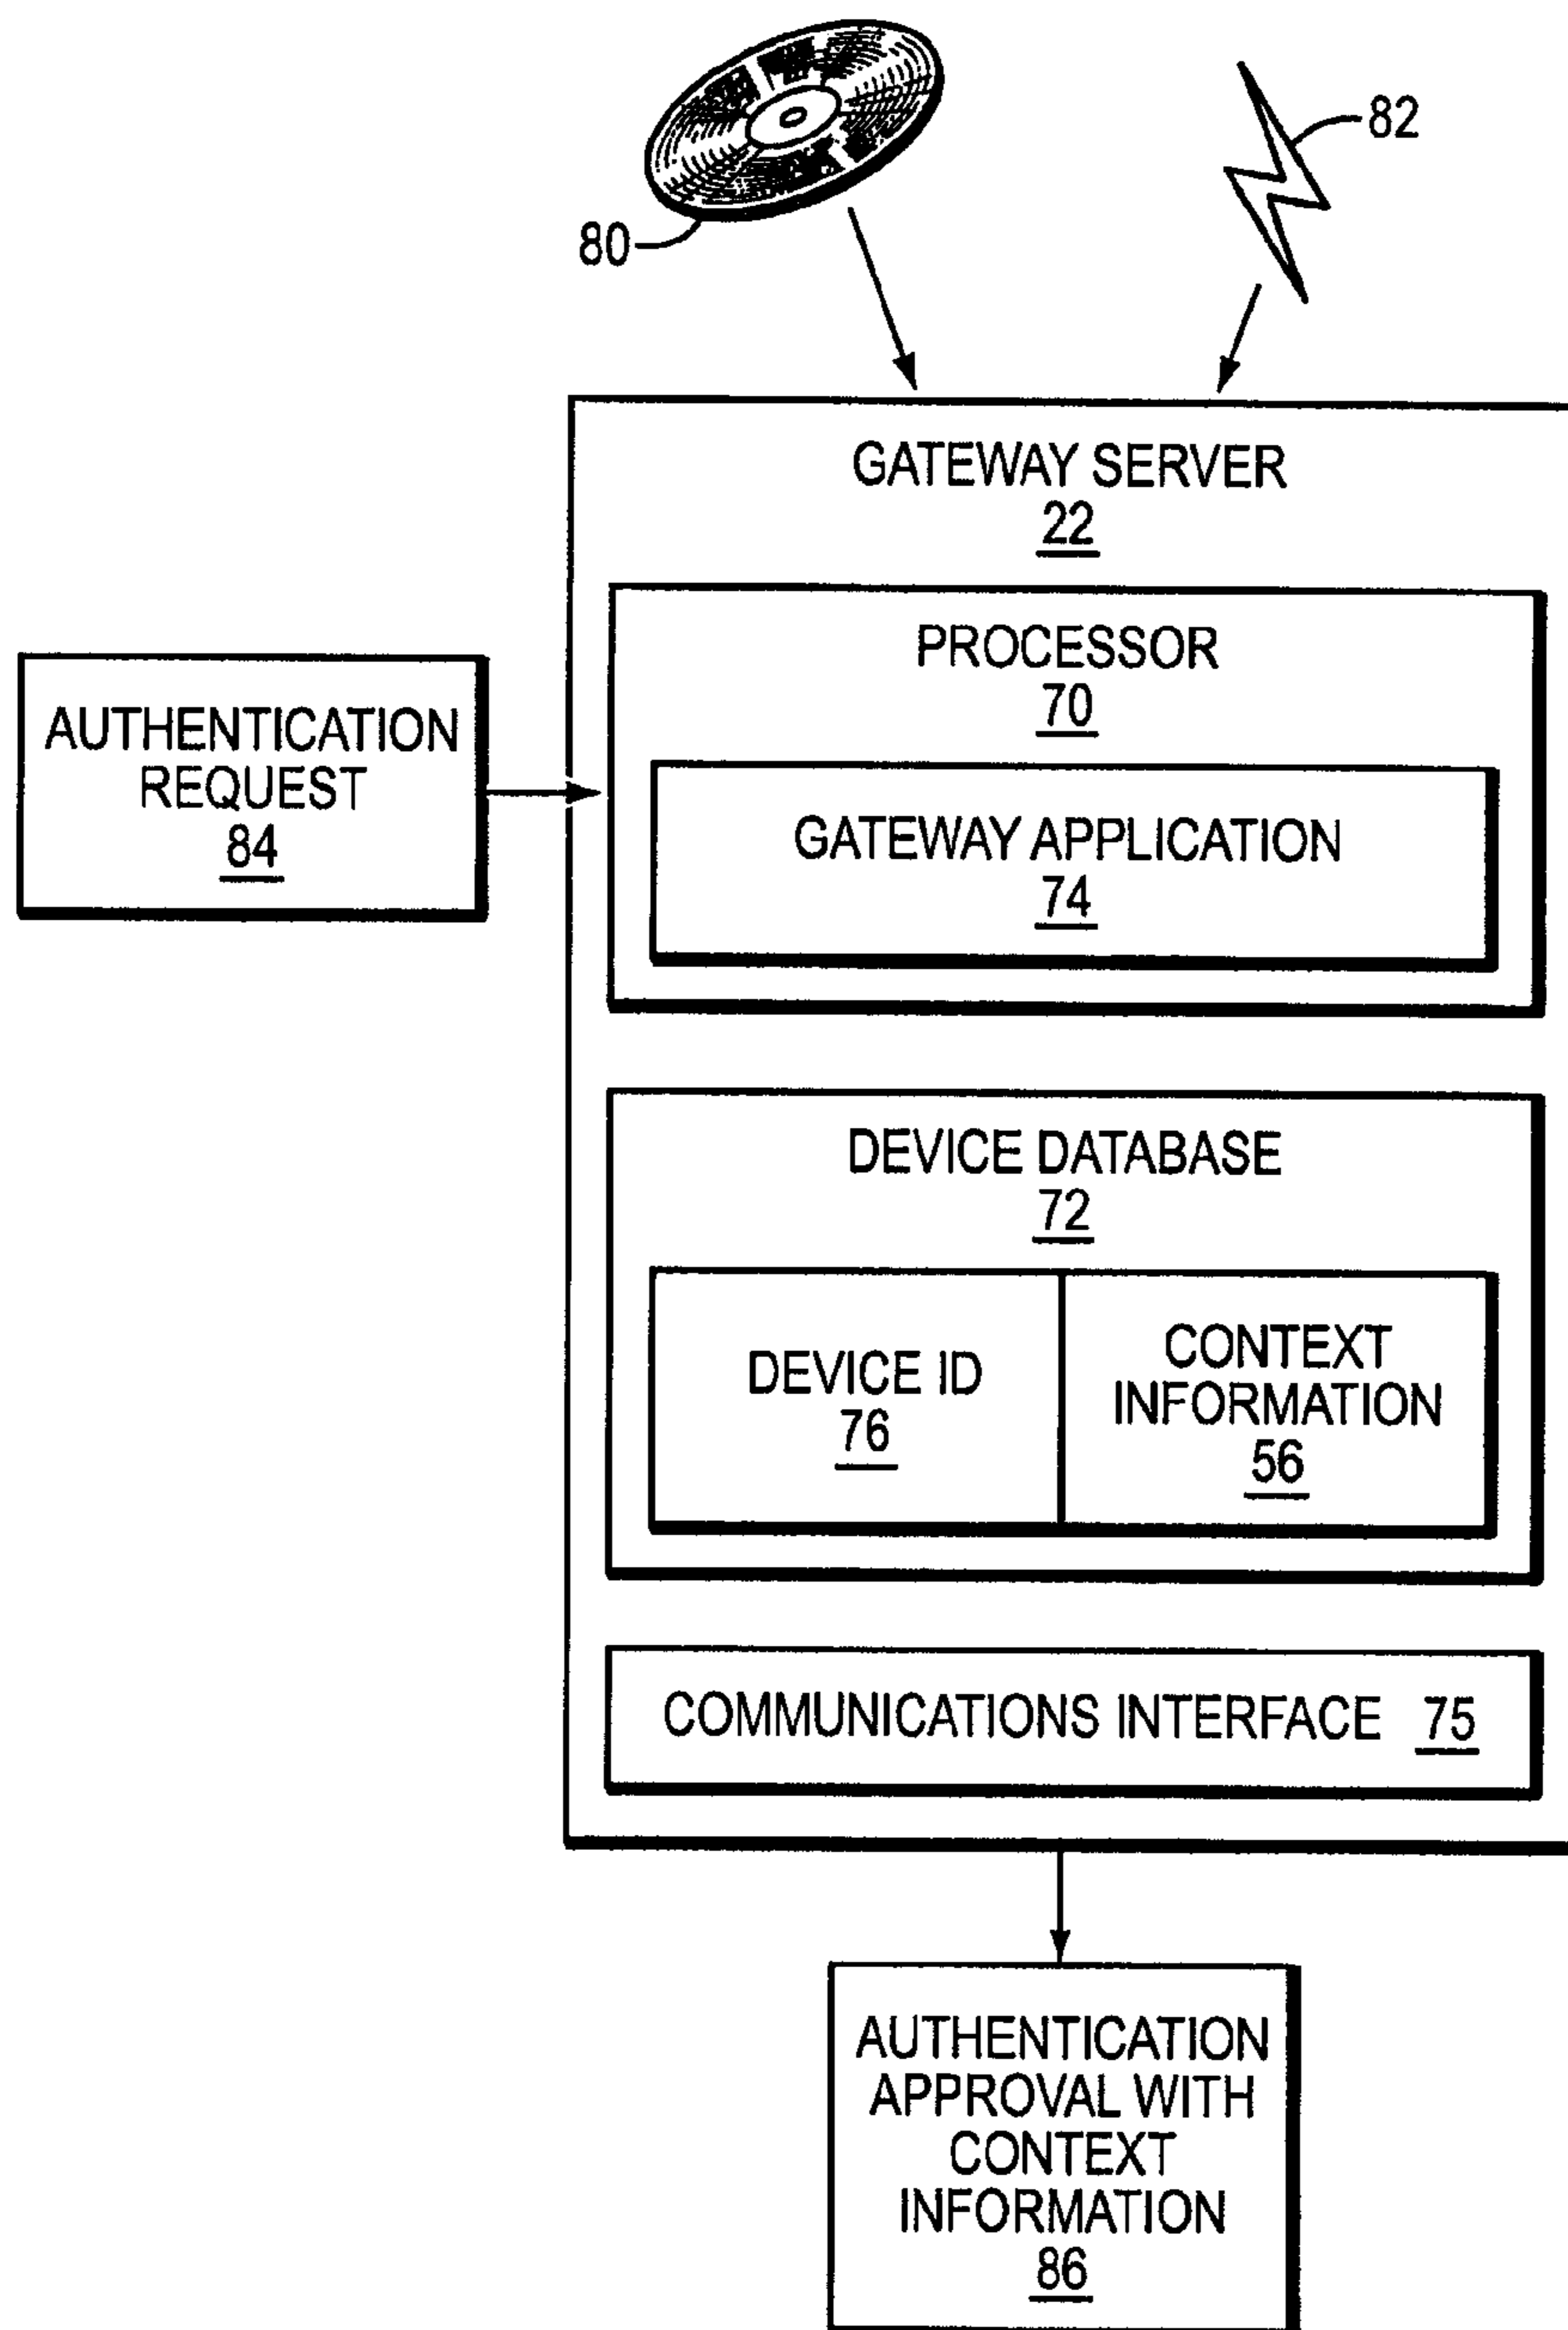 82
80
GATEWAY SERVER
22
PROCESSOR
70
AUTHENTICATION
REQUEST
84
GATEWAY APPLICATION
74
DEVICE DATABASE
72
DEVICE ID
76
CONTEXT
INFORMATION
56
COMMUNICATIONS INTERFACE 75
AUTHENTICATION
APPROVAL WITH
CONTEXT
INFORMATION
86